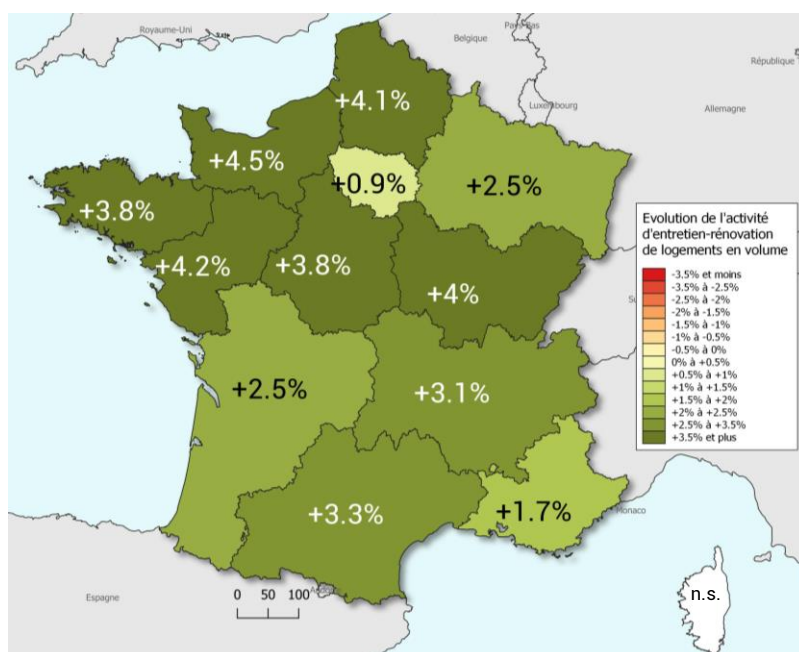 Royaume-Uni
Pays-Bas
Belgique
République
Luxembourg
Allemagne
+4.1%
+4.5%
+0.9%
+2.5%
+3.8%
+4.2%
+3.8%
+4%
Evolution de l'activité
d'entretien-rénovation
de logements en volume
-3.5% et moins
-3.5% à -2.5%
-2.5% à -2%
-2% à -1.5%
-1.5% à -1%
-1% à -0.5%
-0.5% à 0%
0% à +0.5%
+0.5% à +1%
+1% à +1.5%
+1.5% à +2%
+2% à +2.5%
+2.5% à +3.5%
+3.5% et plus
+2.5%
+3.1%
+3.3%
+1.7%
Monaco
Espagne
0 50 100
n.s.